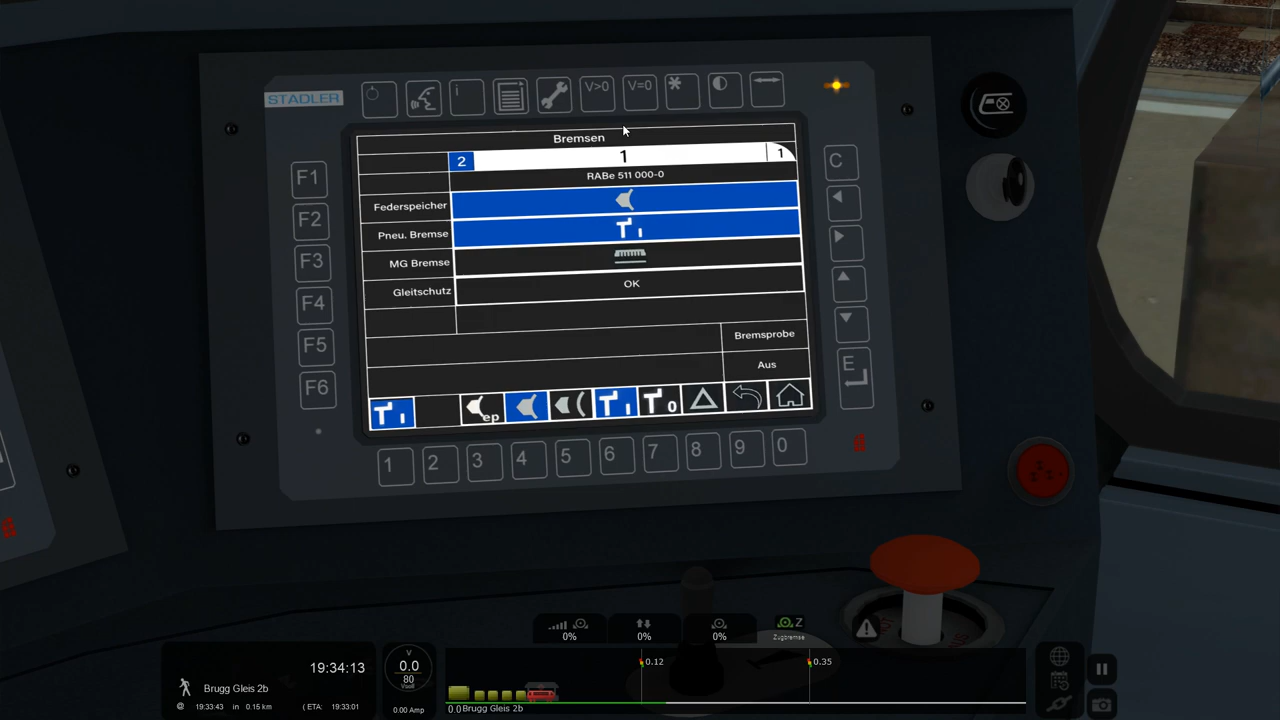 STADLER
i
V>0
V=0
Bremsen
2
1
1
RABe 511 000-0
Federspeicher
Pneu. Bremse
I
MG Bremse
Gleitschutz
OK
Bremsprobe
Aus
I
ep
I
0
F1
F2
F3
F4
F5
F6
C
E
1
2
3
4
5
6
7
8
9
0
0%
0%
0%
Z
Zugbremse
19:34:13
Brugg Gleis 2b
@ 19:33:43 in 0.15 km ( ETA: 19:33:01
V
0.0
80
Vsoll
0.00 Amp
0.12
0.35
0.0 Brugg Gleis 2b